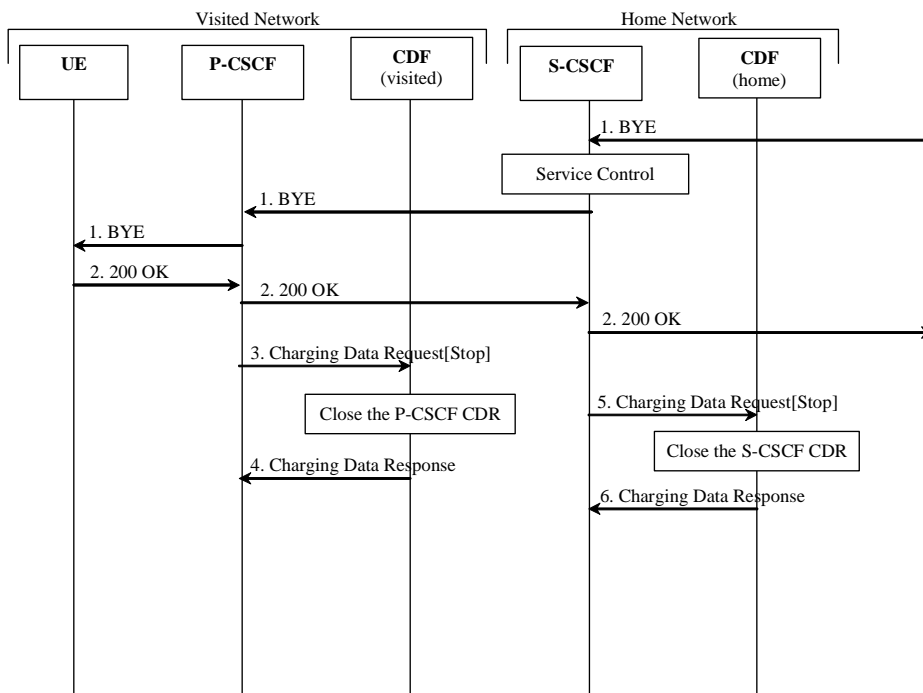 Visited Network
Home Network
UE
P-CSCF
CDF
(visited)
S-CSCF
CDF
(home)
1. BYE
Service Control
1. BYE
1. BYE
2. 200 OK
2. 200 OK
2. 200 OK
3. Charging Data Request[Stop]
Close the P-CSCF CDR
5. Charging Data Request[Stop]
Close the S-CSCF CDR
4. Charging Data Response
6. Charging Data Response